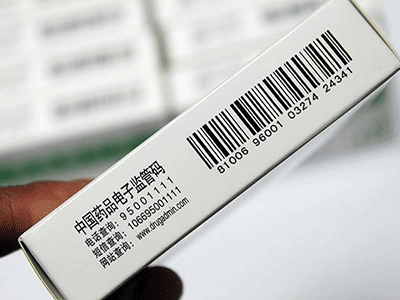 81006 96001 03274 24341
中国药品电子监管码
电话查询：95001111
短信查询：106695001111
网站查询：www.drugadmin.com